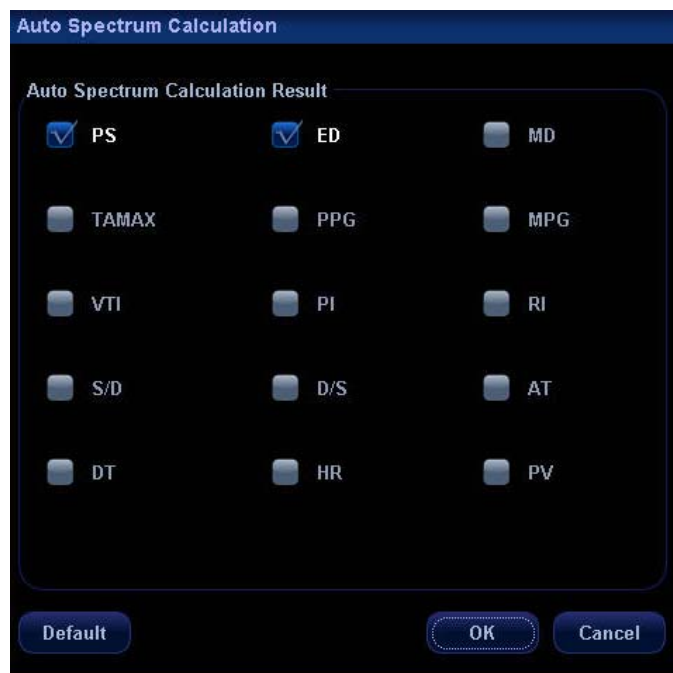 Auto Spectrum Calculation
Auto Spectrum Calculation Result
PS ED MD
TAMAX PPG MPG
VTI PI RI
S/D D/S AT
DT HR PV
Default OK Cancel